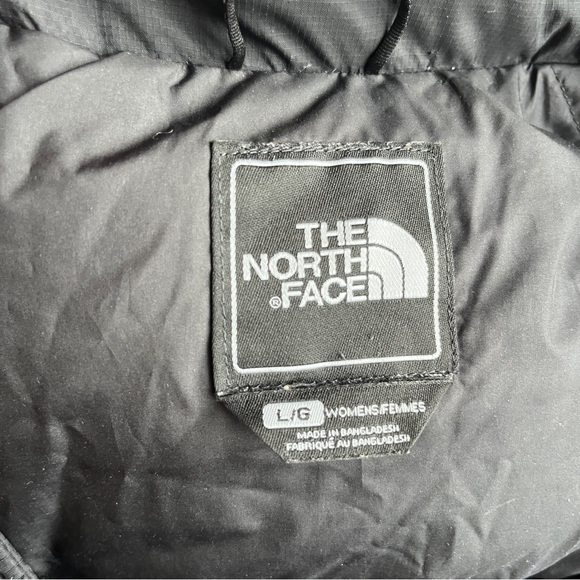 THE
NORTH
®FACE
L/G WOMENS/FEMMES
MADE IN BANGLADESH
FABRIQUÉ AU BANGLADESH